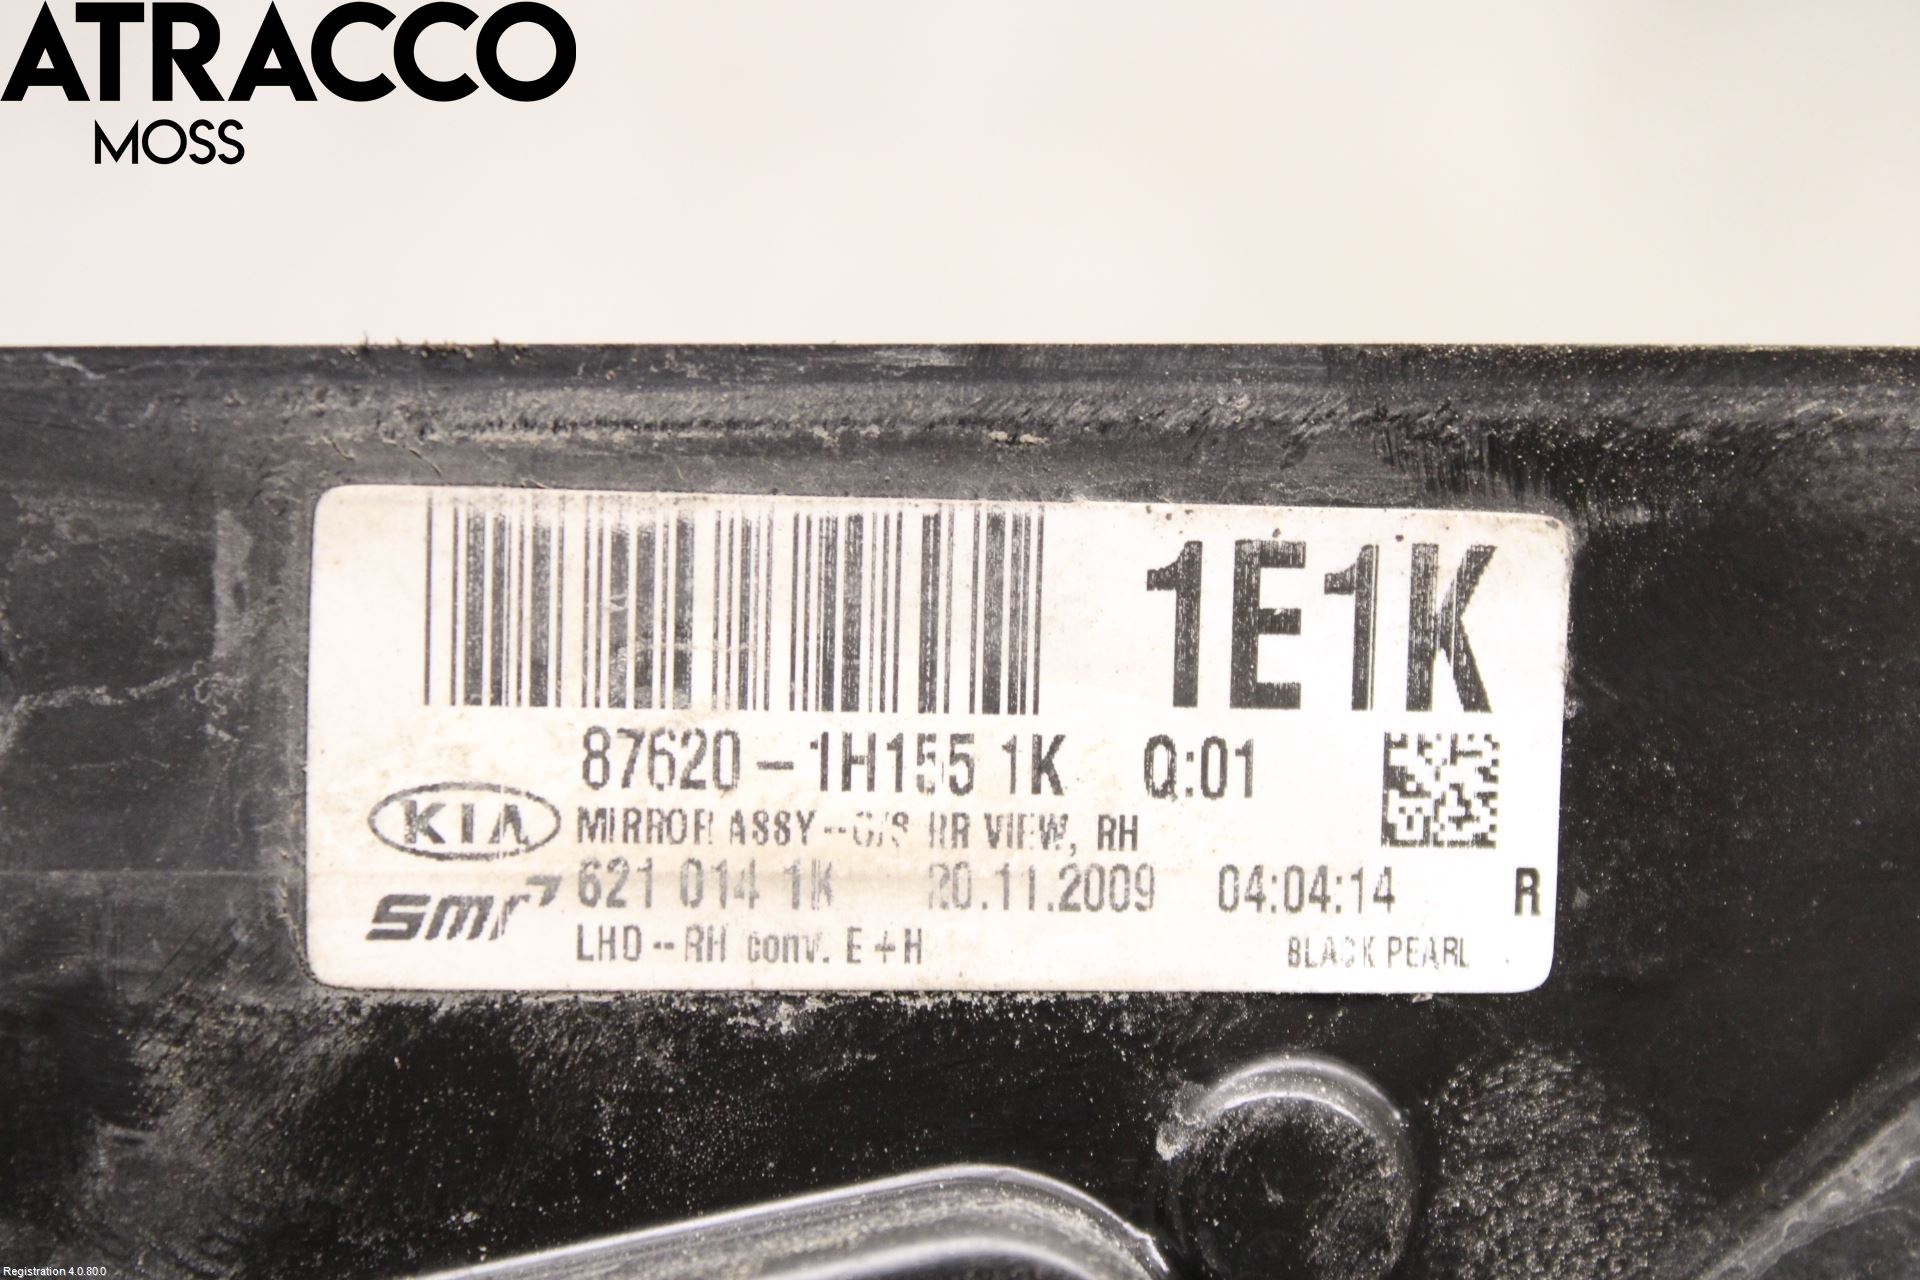 ATRACCO
MOSS
1E1K
87620-1H155 1K Q:01
KIA
MIRROR ASSY--O/S RR VIEW, RH
smr
621 014 1K 20.11.2009 04:04:14 R
LHD--RH conv. E+H BLACK PEARL
Registration 4.0.80.0